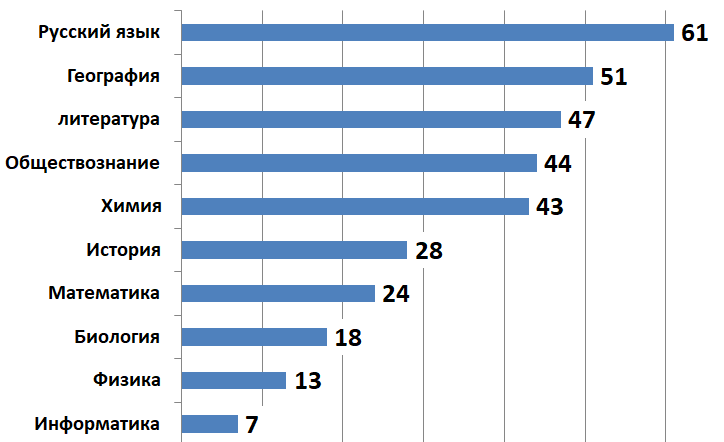 Русский язык 61
География 51
литература 47
Обществознание 44
Химия 43
История 28
Математика 24
Биология 18
Физика 13
Информатика 7